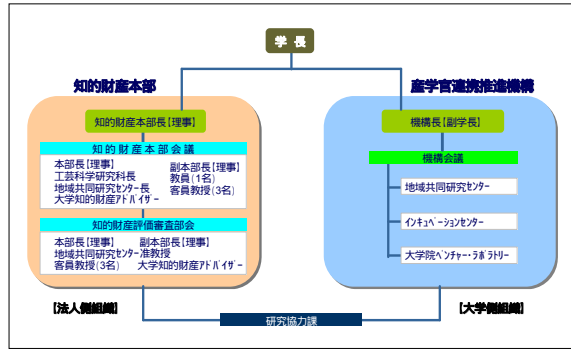 学 長
知的財産本部
産学官連携推進機構
知的財産本部長【理事】
知的財産本部会議
本部長【理事】
工芸科学研究科長
地域共同研究センター長
大学知的財産アドバイザー
副本部長【理事】
教員(1名)
客員教授(3名)
知的財産評価審査部会
本部長【理事】 副本部長【理事】
地域共同研究センター准教授
客員教授(3名) 大学知的財産アドバイザー
機構長【副学長】
機構会議
地域共同研究センター
インキュベーションセンター
大学院ベンチャー・ラボラトリー
【法人側組織】
【大学側組織】
研究協力課